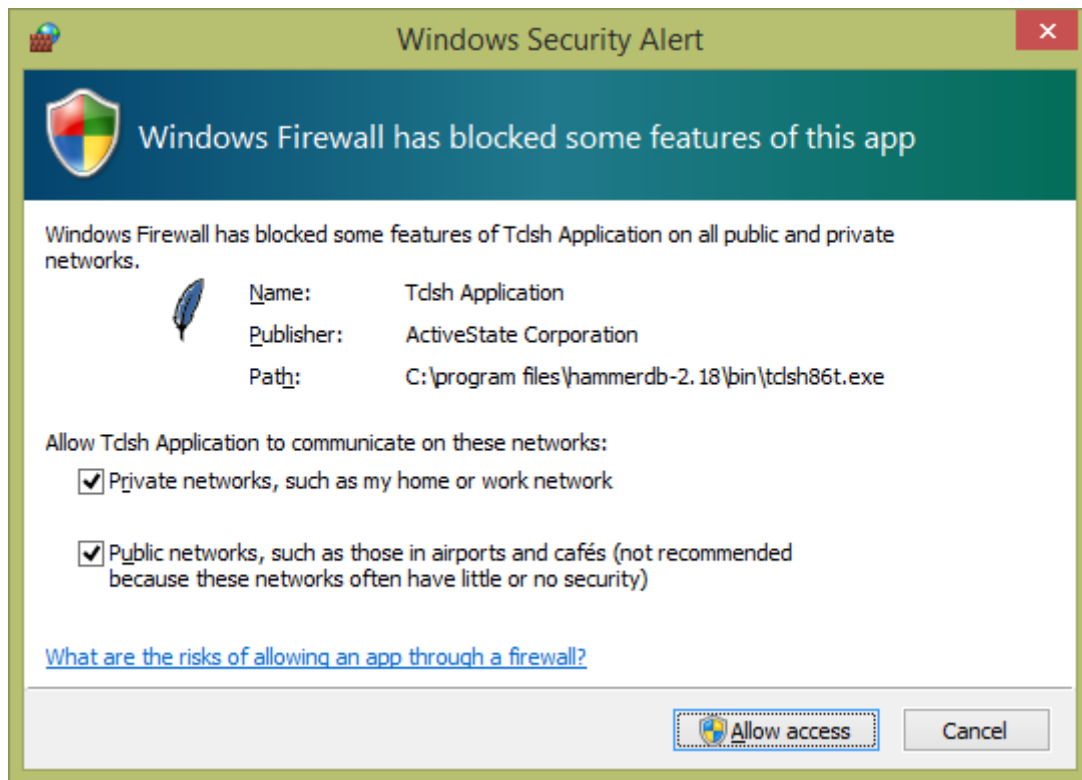 Windows Security Alert
Windows Firewall has blocked some features of this app
Windows Firewall has blocked some features of Tclsh Application on all public and private
networks.
Name: Tclsh Application
Publisher: ActiveState Corporation
Path: C:\program files\hammerdb-2.18\bin\tclsh86t.exe
Allow Tclsh Application to communicate on these networks:
Private networks, such as my home or work network
Public networks, such as those in airports and cafés (not recommended
because these networks often have little or no security)
What are the risks of allowing an app through a firewall?
Allow access Cancel